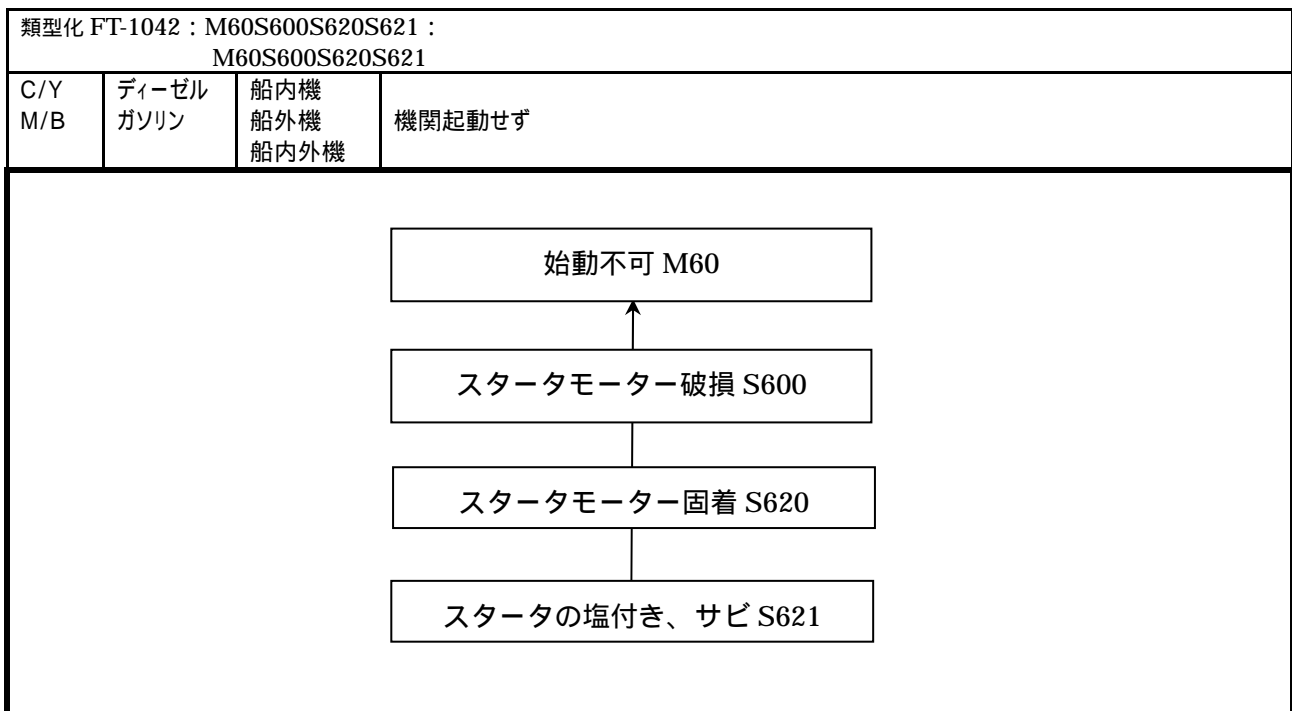 類型化 FT-1042：M60S600S620S621：
M60S600S620S621
C/Y ディーゼル 船内機
M/B ガソリン 船外機 機関起動せず
船内外機
始動不可 M60
スタータモーター破損 S600
スタータモーター固着 S620
スタータの塩付き、サビ S621